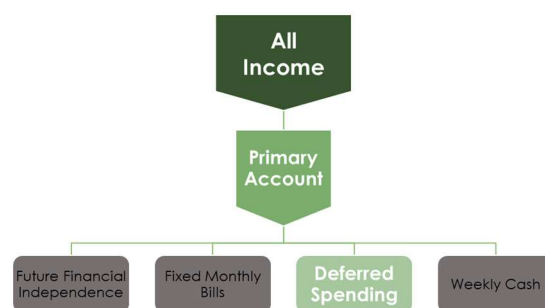 All
Income
Primary
Account
Future Financial
Independence
Fixed Monthly
Bills
Deferred
Spending
Weekly Cash